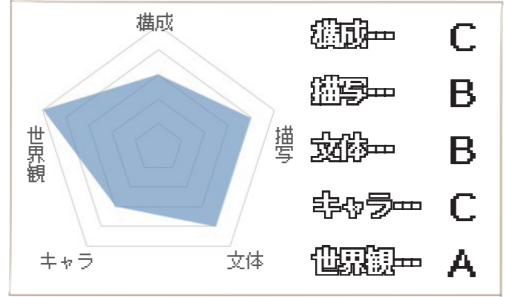 構成
描写
文体
キャラ
世界観
構成… C
描写… B
文体… B
キャラ… C
世界観… A